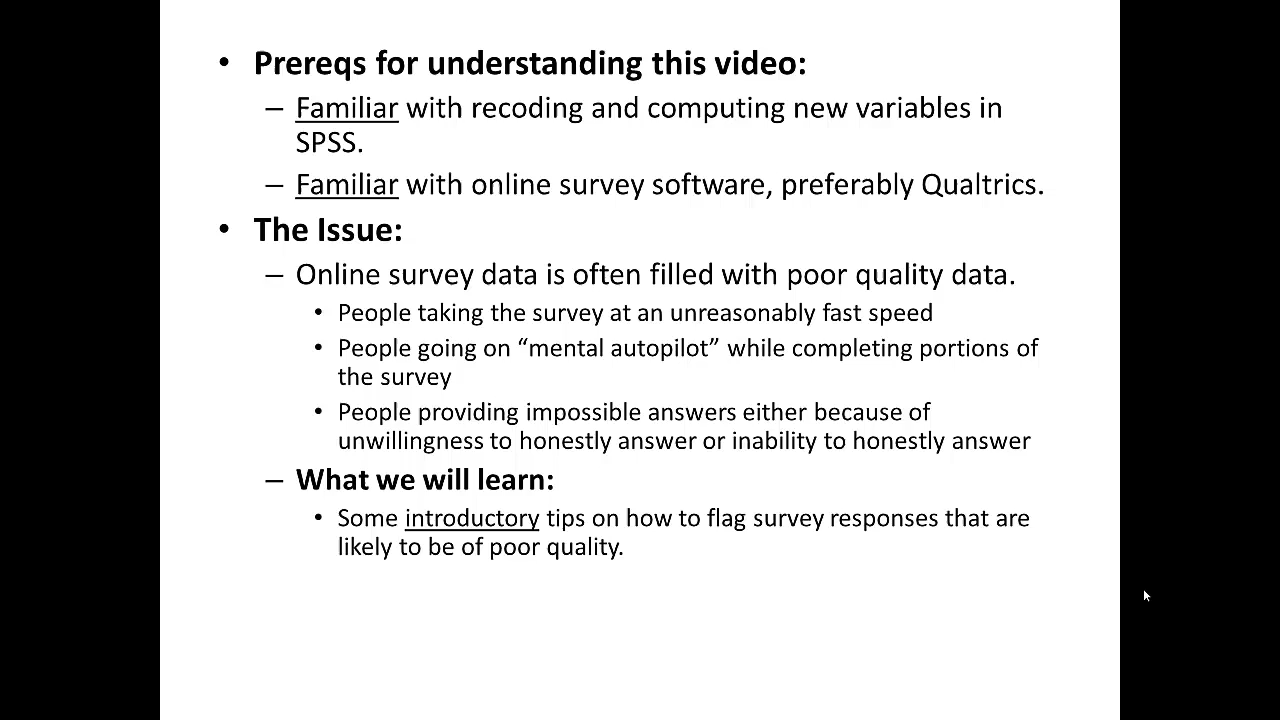 • Prereqs for understanding this video:
– Familiar with recoding and computing new variables in
SPSS.
– Familiar with online survey software, preferably Qualtrics.
• The Issue:
– Online survey data is often filled with poor quality data.
• People taking the survey at an unreasonably fast speed
• People going on “mental autopilot” while completing portions of
the survey
• People providing impossible answers either because of
unwillingness to honestly answer or inability to honestly answer
– What we will learn:
• Some introductory tips on how to flag survey responses that are
likely to be of poor quality.